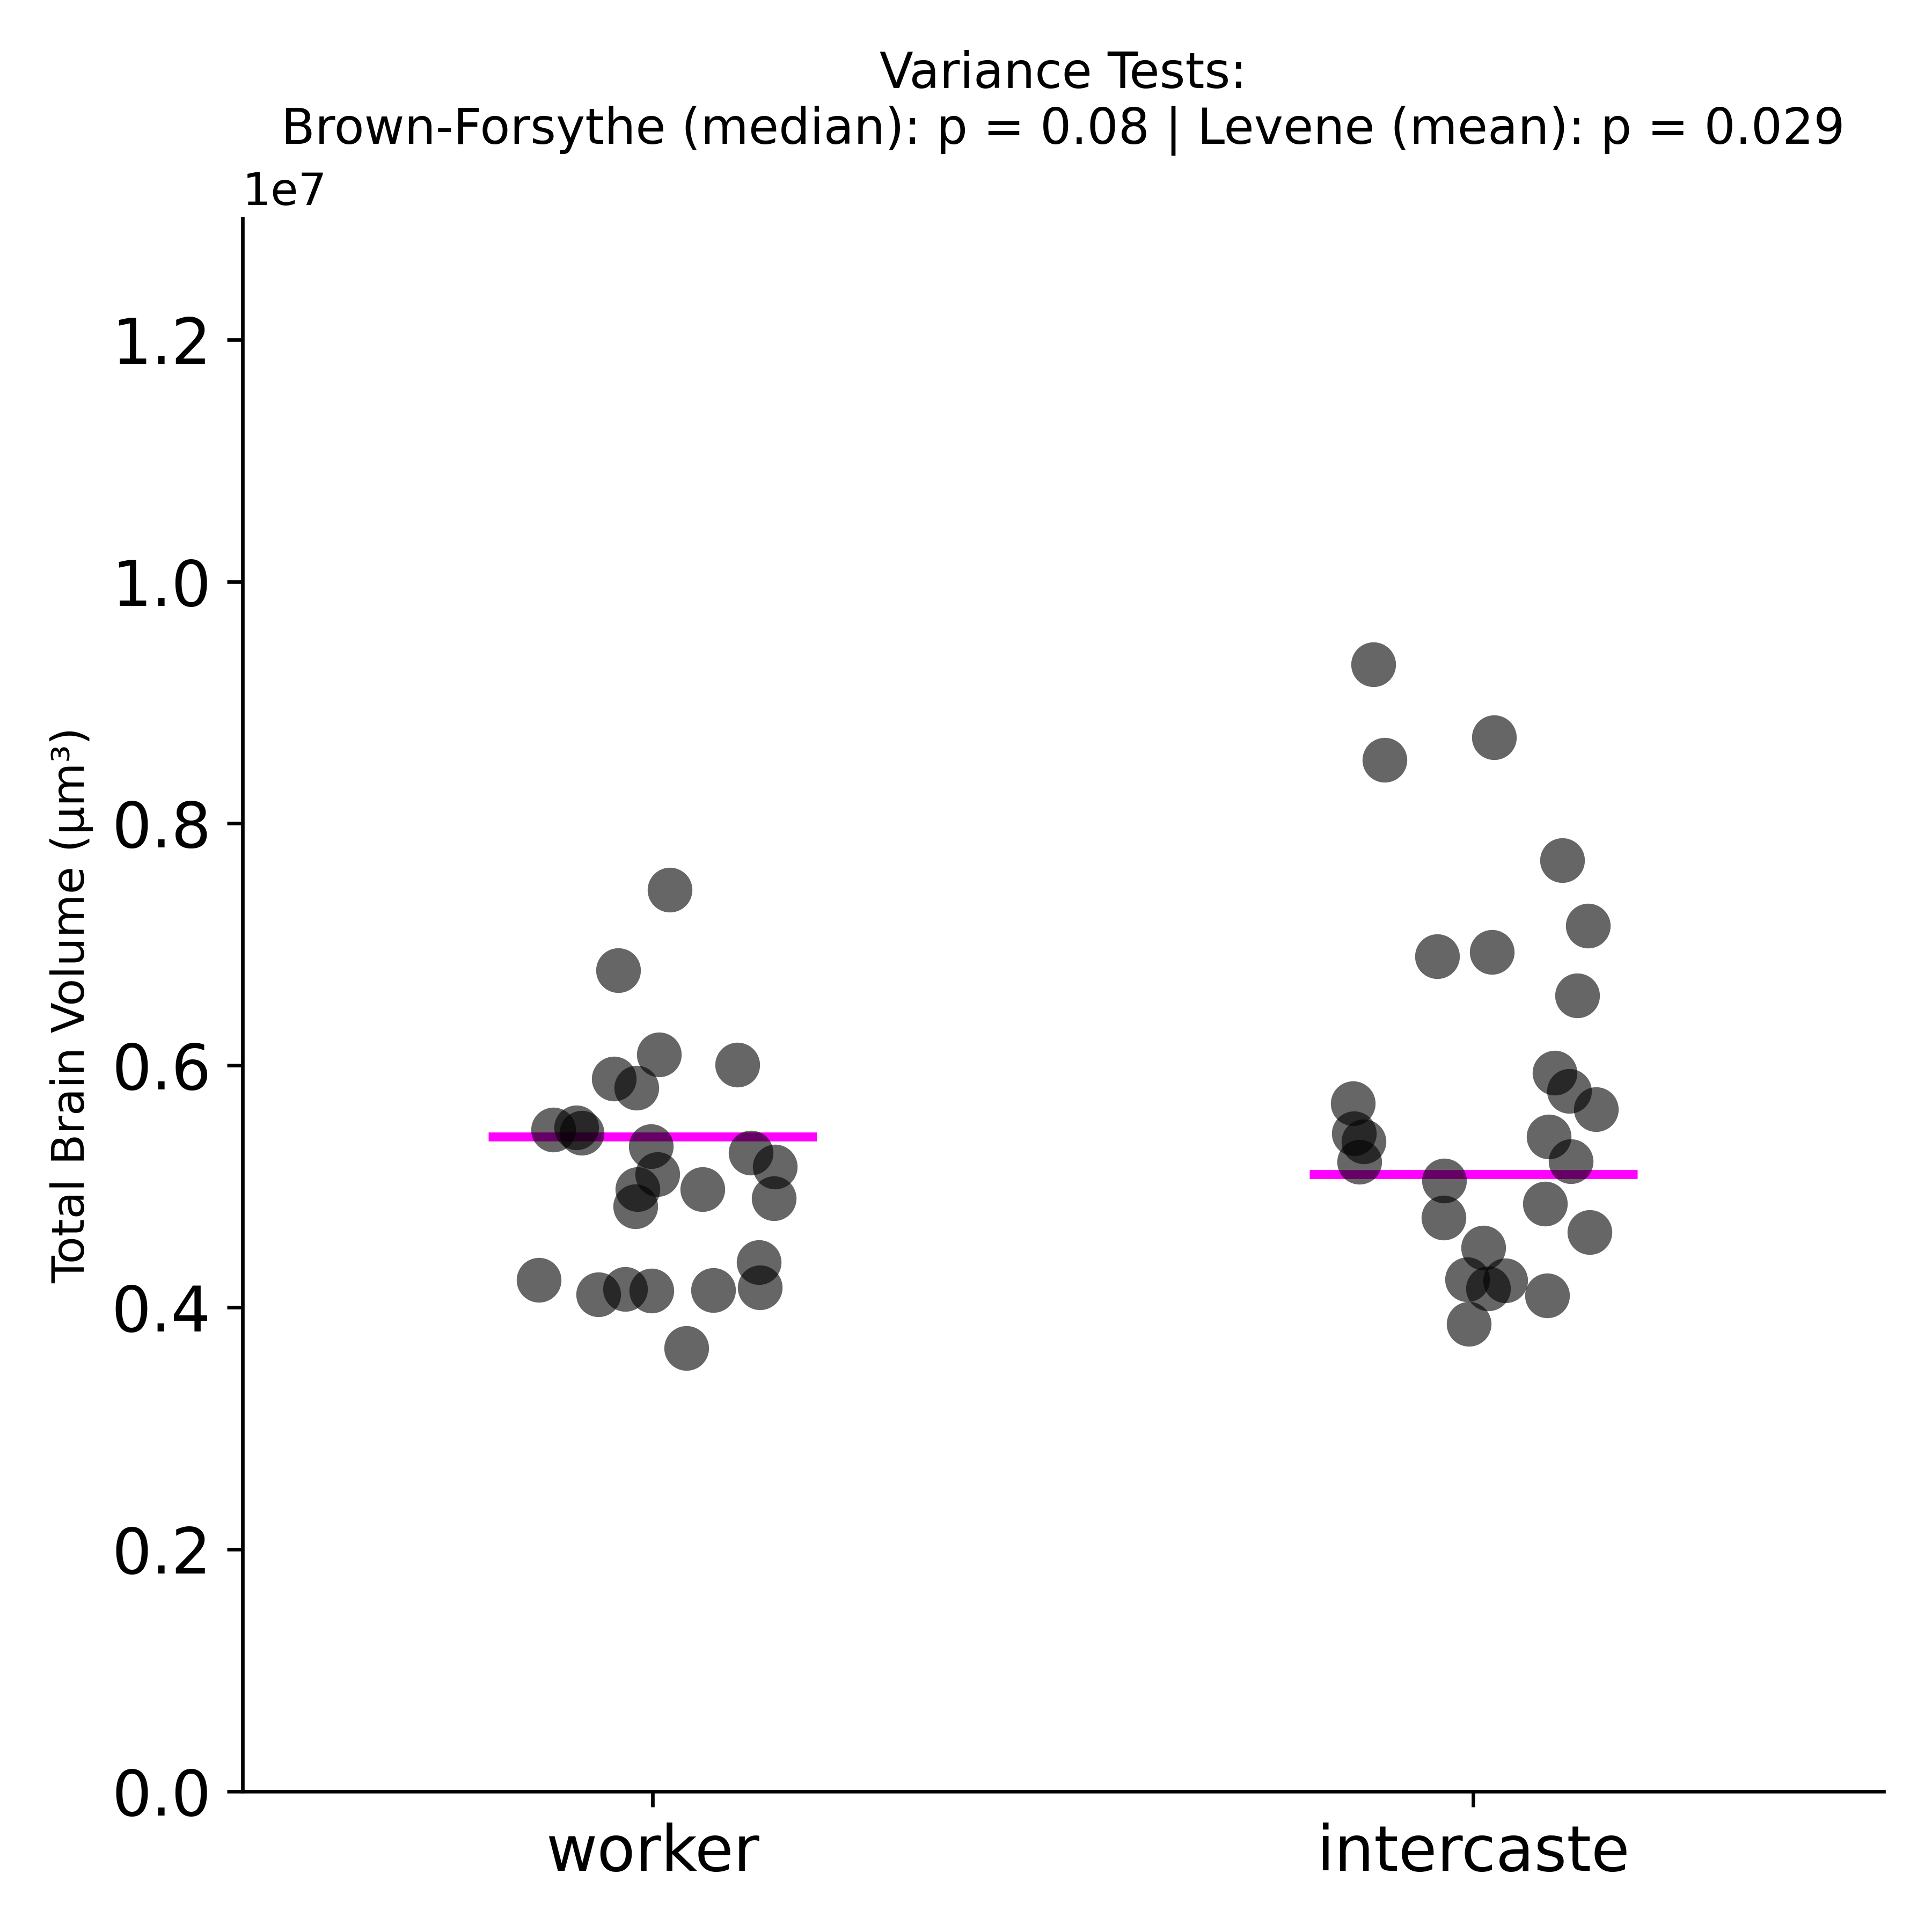 Variance Tests:
Brown-Forsythe (median): p = 0.08 | Levene (mean): p = 0.029
1e7
1.2
1.0
0.8
0.6
0.4
0.2
0.0
Total Brain Volume (μm³)
worker
intercaste